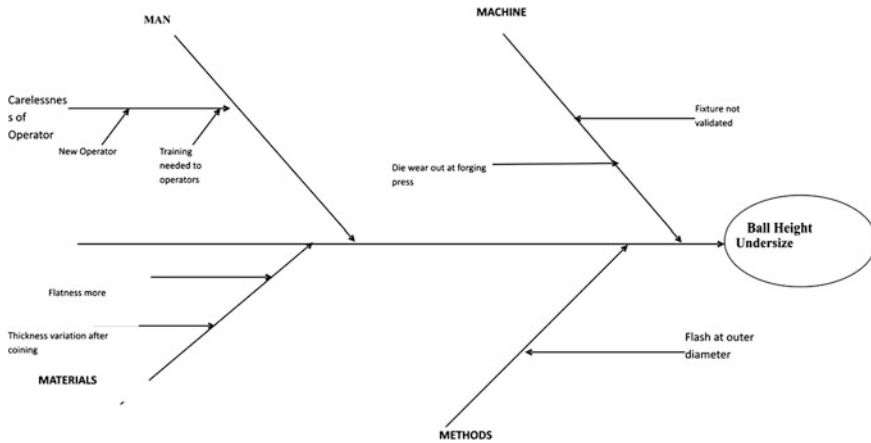 MAN
MACHINE
Carelessnes
s of
Operator
New Operator
Training
needed to
operators
Fixture not
validated
Die wear out at forging
press
Ball Height
Undersize
Flatness more
Thickness variation after
coining
MATERIALS
Flash at outer
diameter
METHODS